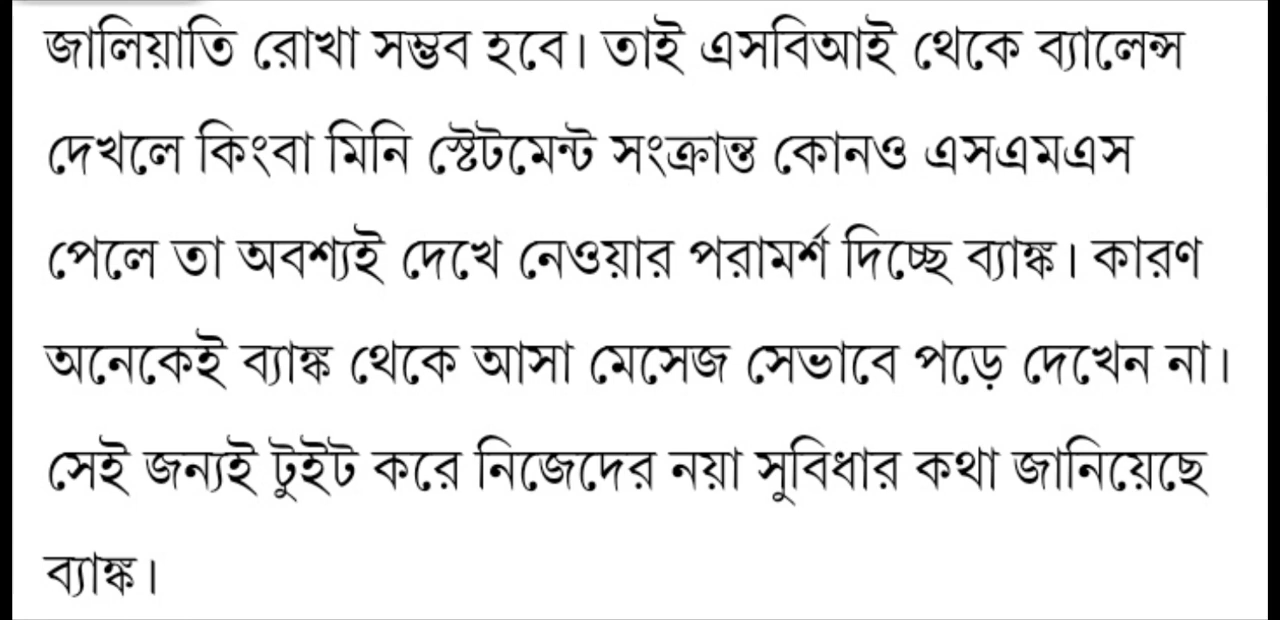 জালিয়াতি রোখা সম্ভব হবে। তাই এসবিআই থেকে ব্যালেন্স
দেখলে কিংবা মিনি স্টেটমেন্ট সংক্রান্ত কোনও এসএমএস
পেলে তা অবশ্যই দেখে নেওয়ার পরামর্শ দিচ্ছে ব্যাঙ্ক। কারণ
অনেকেই ব্যাঙ্ক থেকে আসা মেসেজ সেভাবে পড়ে দেখেন না।
সেই জন্যই টুইট করে নিজেদের নয়া সুবিধার কথা জানিয়েছে
ব্যাঙ্ক।